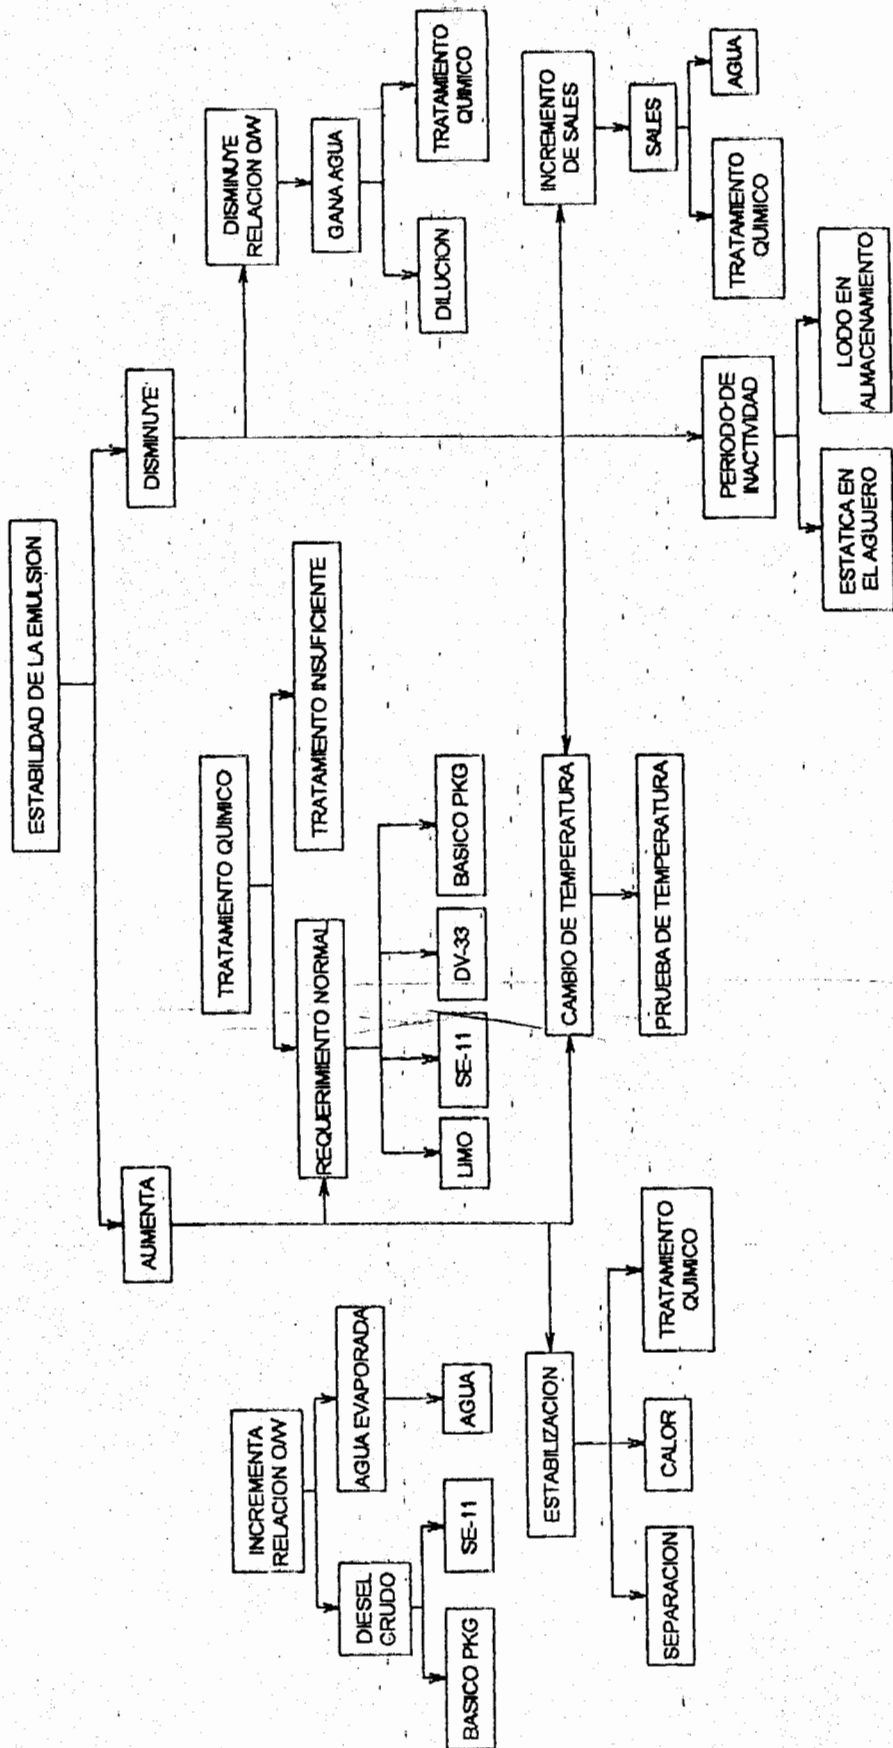 ESTABILIDAD DE LA EMULSION
AUMENTA
DISMINUYE
INCREMENTA
RELACION O/W
DIESEL
CRUDO
AGUA EVAPORADA
BASICO PKG
SE-11
AGUA
TRATAMIENTO QUIMICO
REQUERIMIENTO NORMAL
TRATAMIENTO INSUFICIENTE
LIMO
SE-11
DV-33
BASICO PKG
DISMINUYE
RELACION O/W
GANA AGUA
DILUCION
TRATAMIENTO
QUIMICO
ESTABILIZACION
SEPARACION
CALOR
TRATAMIENTO
QUIMICO
CAMBIO DE TEMPERATURA
PRUEBA DE TEMPERATURA
INCREMENTO
DE SALES
SALES
TRATAMIENTO
QUIMICO
AGUA
PERIODO DE
INACTIVIDAD
ESTATICA EN
EL AGUJERO
LODO EN
ALMACENAMIENTO